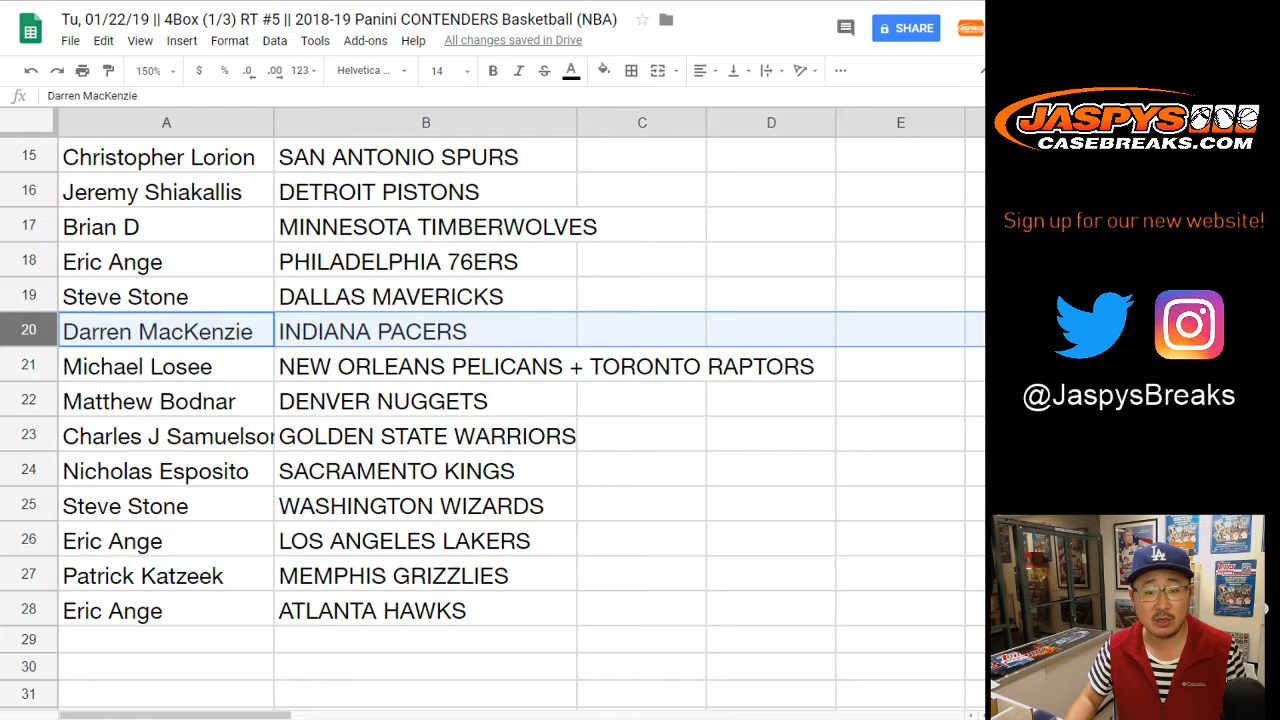 Tu, 01/22/19 || 4Box (1/3) RT #5 || 2018-19 Panini CONTENDERS Basketball (NBA)
File Edit View Insert Format Data Tools Add-ons Help All changes saved in Drive
SHARE
150% $ % .0 .00 123 Helvetica ... 14 B I S A
fx Darren MacKenzie
A B C D E
15 Christopher Lorion SAN ANTONIO SPURS
16 Jeremy Shiakallis DETROIT PISTONS
17 Brian D MINNESOTA TIMBERWOLVES
18 Eric Ange PHILADELPHIA 76ERS
19 Steve Stone DALLAS MAVERICKS
20 Darren MacKenzie INDIANA PACERS
21 Michael Losee NEW ORLEANS PELICANS + TORONTO RAPTORS
22 Matthew Bodnar DENVER NUGGETS
23 Charles J Samuelson GOLDEN STATE WARRIORS
24 Nicholas Esposito SACRAMENTO KINGS
25 Steve Stone WASHINGTON WIZARDS
26 Eric Ange LOS ANGELES LAKERS
27 Patrick Katzeek MEMPHIS GRIZZLIES
28 Eric Ange ATLANTA HAWKS
29
30
31
JASPYS
CASEBREAKS.COM
Sign up for our new website!
@JaspysBreaks
LA
Columbia